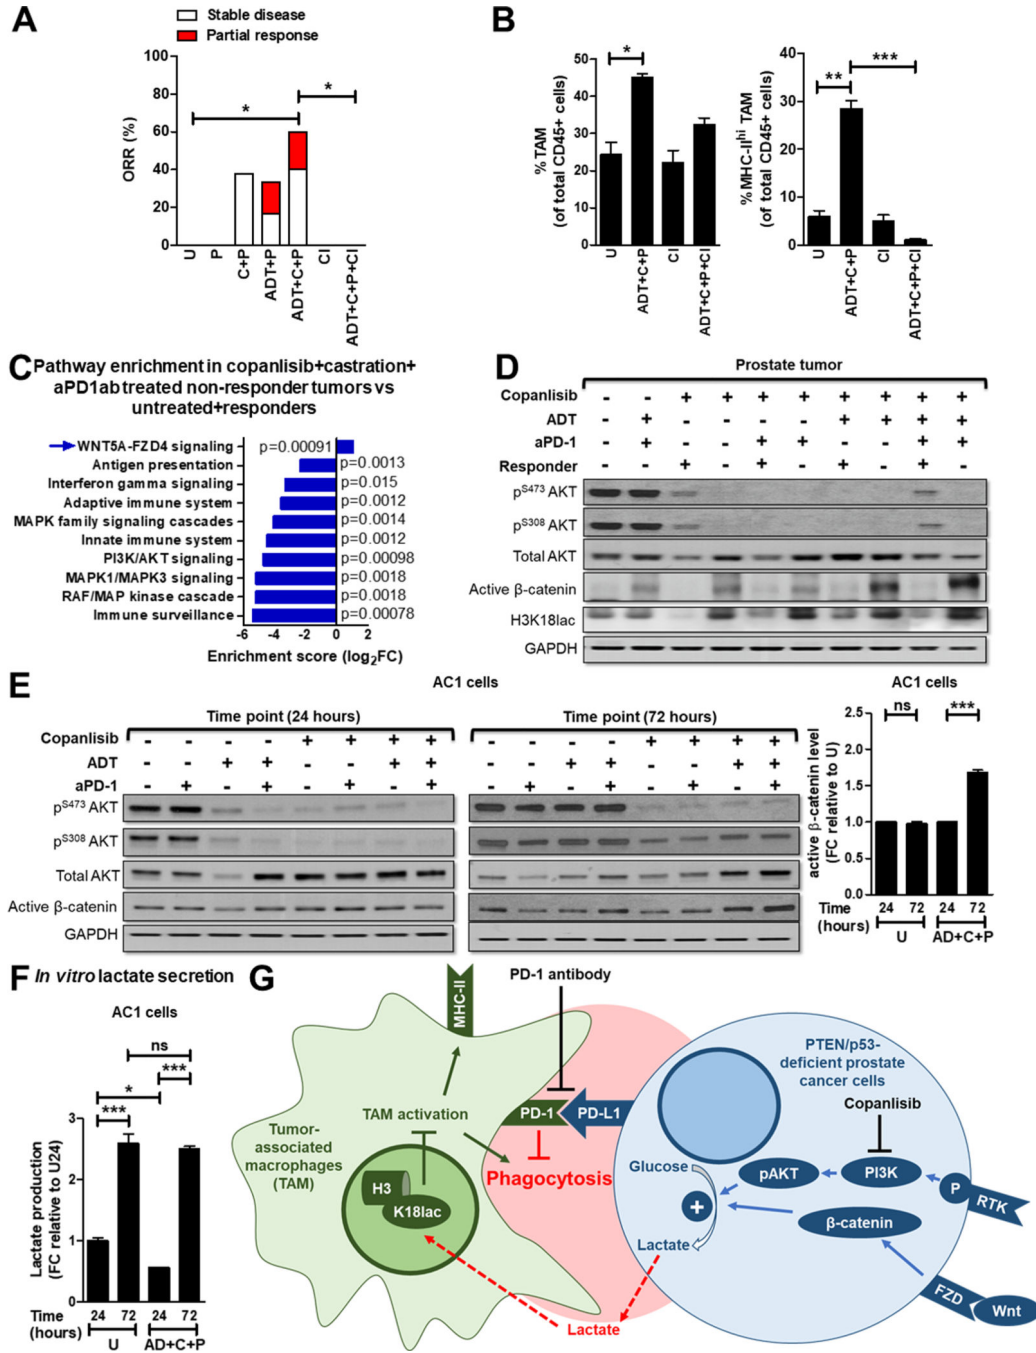 A
Stable disease
Partial response
100
80
60
40
20
0
ORR (%)
*
*
U
P
C+P
ADT+P
ADT+C+P
Cl
ADT+C+P+Cl
B
50
40
30
20
10
0
% TAM
(of total CD45+ cells)
*
U
ADT+C+P
Cl
ADT+C+P+Cl
40
30
20
10
0
% MHC-IIhi TAM
(of total CD45+ cells)
**
***
U
ADT+C+P
Cl
ADT+C+P+Cl
C Pathway enrichment in copanlisib+castration+
aPD1ab treated non-responder tumors vs
untreated+responders
WNT5A-FZD4 signaling p=0.00091
Antigen presentation p=0.0013
Interferon gamma signaling p=0.015
Adaptive immune system p=0.0012
MAPK family signaling cascades p=0.0014
Innate immune system p=0.0012
PI3K/AKT signaling p=0.00098
MAPK1/MAPK3 signaling p=0.0018
RAF/MAP kinase cascade p=0.0018
Immune surveillance p=0.00078
-6 -4 -2 0 2
Enrichment score (log2FC)
D
Prostate tumor
Copanlisib - - + + + + + + + +
ADT - + - - - - + + + +
aPD-1 - + - - + + - - + +
Responder - - + - + - + - + -
pS473 AKT
pS308 AKT
Total AKT
Active β-catenin
H3K18lac
GAPDH
E
AC1 cells
Time point (24 hours)
Time point (72 hours)
Copanlisib - - - - + + + + - - - - + + + +
ADT - - + + - - + + - - + + - - + +
aPD-1 - + - + - + - + - + - + - + - +
pS473 AKT
pS308 AKT
Total AKT
Active β-catenin
GAPDH
AC1 cells
ns
***
2.5
2.0
1.5
1.0
0.5
0.0
active β-catenin level
(FC relative to U)
Time 24 72 24 72
(hours)
U AD+C+P
F In vitro lactate secretion
AC1 cells
ns
***
*
***
3
2
1
0
Lactate production
(FC relative to U24)
Time 24 72 24 72
(hours)
U AD+C+P
G
PD-1 antibody
MHC-II
TAM activation
Tumor-
associated
macrophages
(TAM)
H3
K18lac
PD-1
PD-L1
Phagocytosis
Lactate
PTEN/p53-
deficient prostate
cancer cells
Copanlisib
Glucose
pAKT
PI3K
P
RTK
+
β-catenin
Lactate
FZD
Wnt